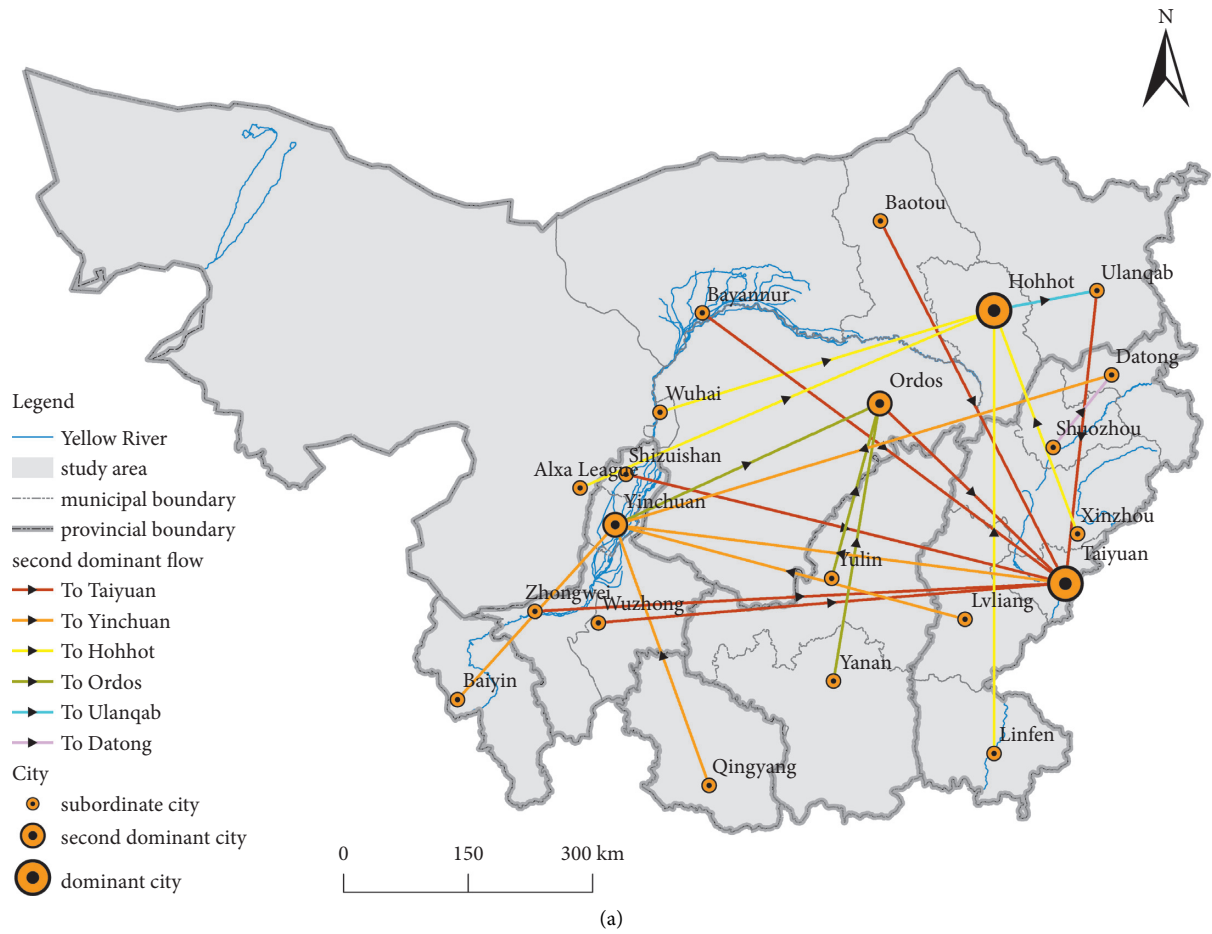 N
Baotou
Hohhot
Ulanqab
Bayannur
Datong
Ordos
Wuhai
Shuozhou
Shizuishan
Alxa League
Yinchuan
Xinzhou
Taiyuan
Yulin
Zhongwei
Wuzhong
Lvliang
Yanan
Baiyin
Linfen
Qingyang
Legend
Yellow River
study area
municipal boundary
provincial boundary
second dominant flow
To Taiyuan
To Yinchuan
To Hohhot
To Ordos
To Ulanqab
To Datong
City
subordinate city
second dominant city
dominant city
0 150 300 km
(a)